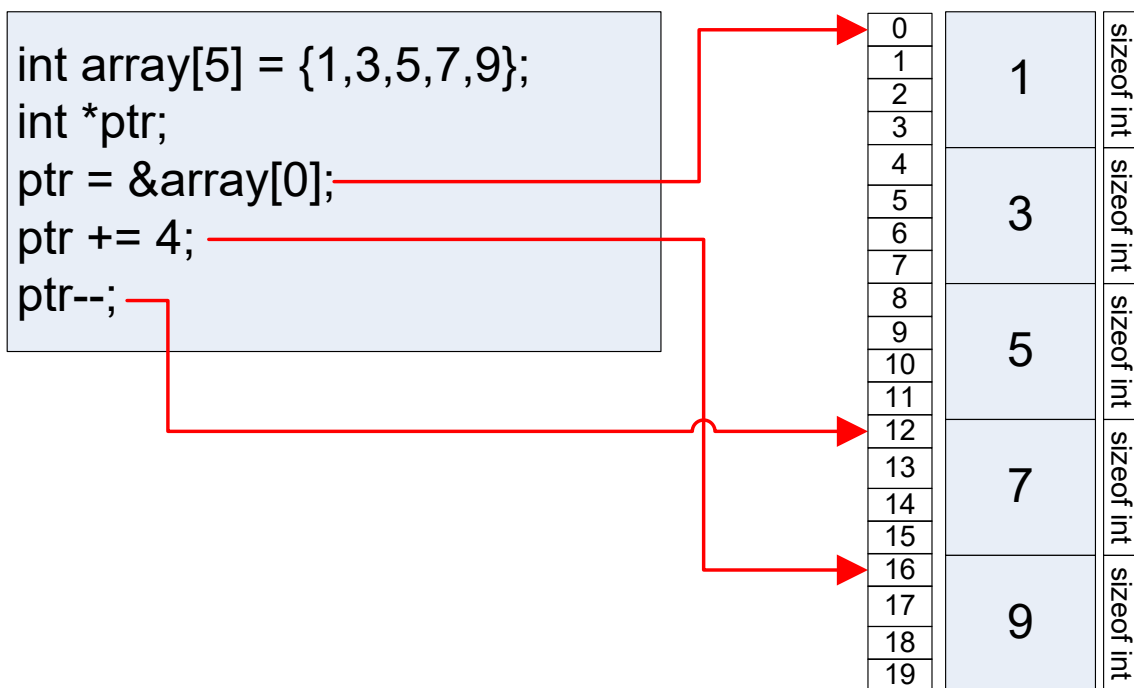 int array[5] = {1,3,5,7,9};
int *ptr;
ptr = &array[0];
ptr += 4;
ptr--;
0
1
2
3
4
5
6
7
8
9
10
11
12
13
14
15
16
17
18
19
1
3
5
7
9
sizeof int
sizeof int
sizeof int
sizeof int
sizeof int